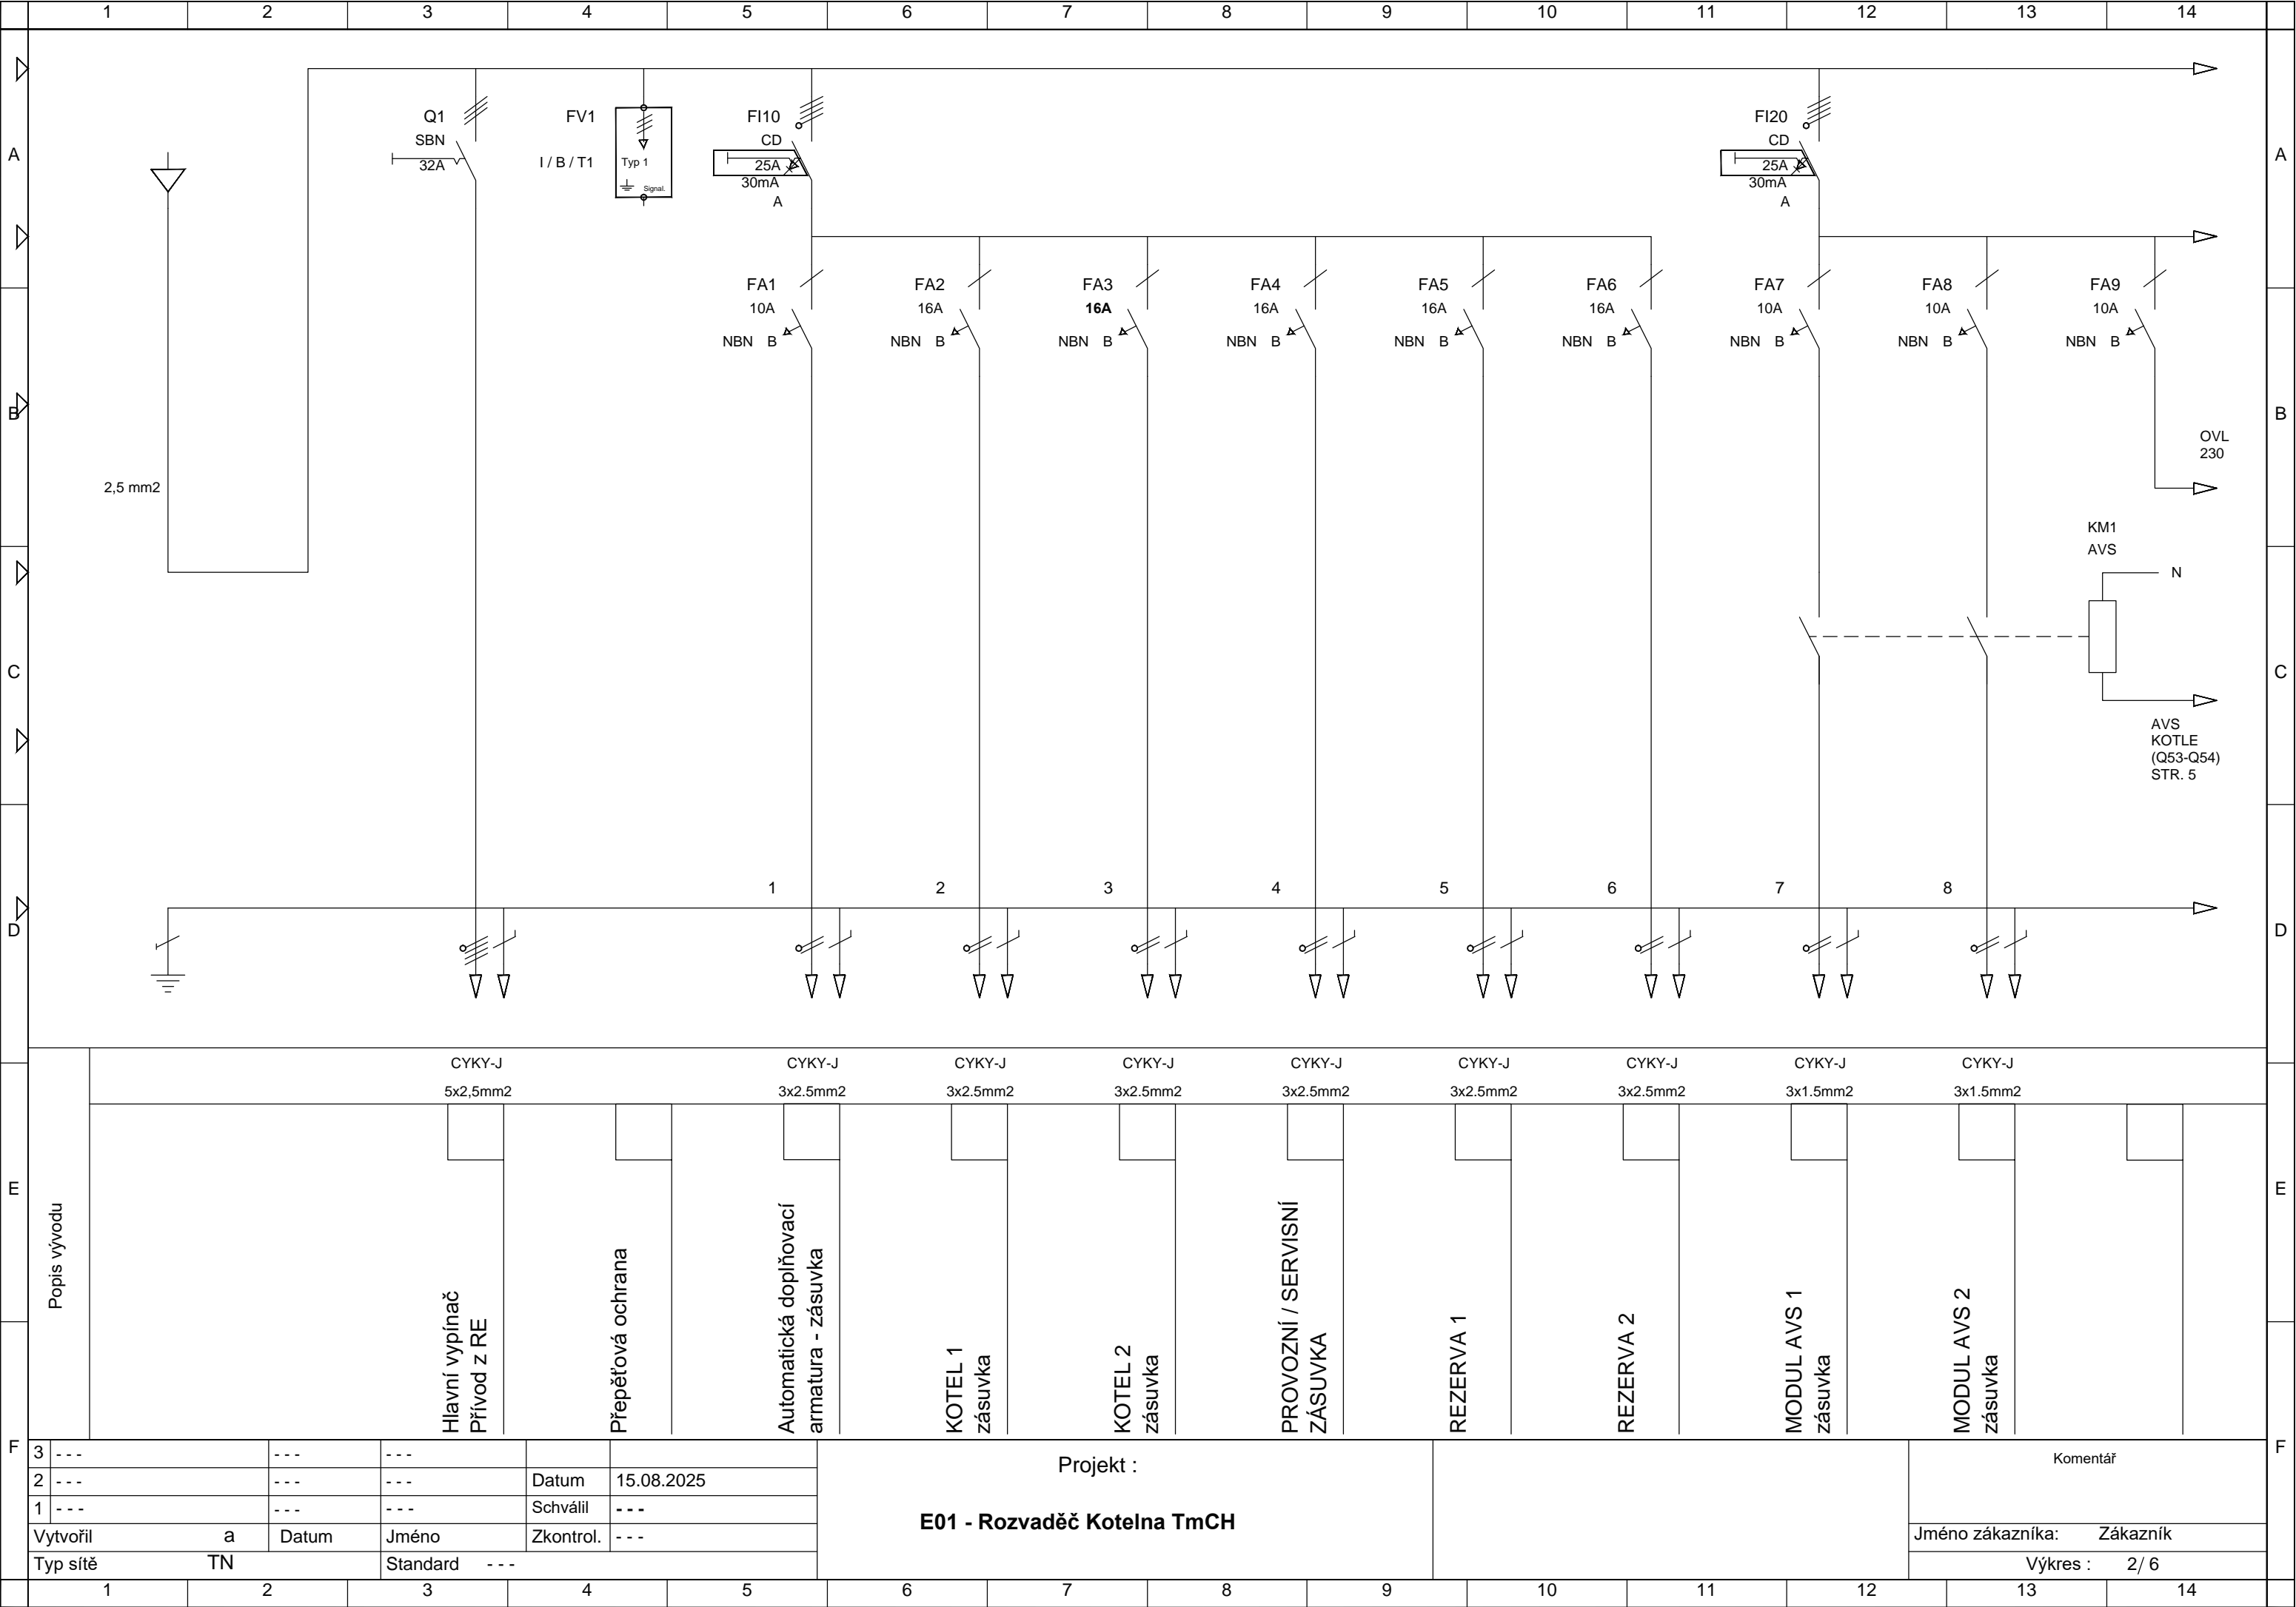 1 2 3 4 5 6 7 8 9 10 11 12 13 14
A A
Q1
SBN
32A
FV1
I / B / T1
Typ 1
Signal.
FI10
CD
25A
30mA
A
FI20
CD
25A
30mA
A
FA1
10A
NBN B
FA2
16A
NBN B
FA3
16A
NBN B
FA4
16A
NBN B
FA5
16A
NBN B
FA6
16A
NBN B
FA7
10A
NBN B
FA8
10A
NBN B
FA9
10A
NBN B
B B
OVL
230
2,5 mm2
KM1
AVS
N
C C
AVS
KOTLE
(Q53-Q54)
STR. 5
1 2 3 4 5 6 7 8
D D
CYKY-J CYKY-J CYKY-J CYKY-J CYKY-J CYKY-J CYKY-J CYKY-J CYKY-J
5x2,5mm2 3x2.5mm2 3x2.5mm2 3x2.5mm2 3x2.5mm2 3x2.5mm2 3x2.5mm2 3x1.5mm2 3x1.5mm2
E E
Popis vývodu
Hlavní vypínač
Přívod z RE
Přepěťová ochrana
Automatická doplňovací
armatura - zásuvka
KOTEL 1
zásuvka
KOTEL 2
zásuvka
PROVOZNÍ / SERVISNÍ
ZÁSUVKA
REZERVA 1
REZERVA 2
MODUL AVS 1
zásuvka
MODUL AVS 2
zásuvka
F F
3 - - - - - - - - -
2 - - - - - - - - - Datum 15.08.2025
1 - - - - - - - - - Schválil - - -
Vytvořil a Datum Jméno Zkontrol. - - -
Typ sítě TN Standard - - -
Projekt :
E01 - Rozvaděč Kotelna TmCH
Komentář
Jméno zákazníka: Zákazník
Výkres : 2/ 6
1 2 3 4 5 6 7 8 9 10 11 12 13 14